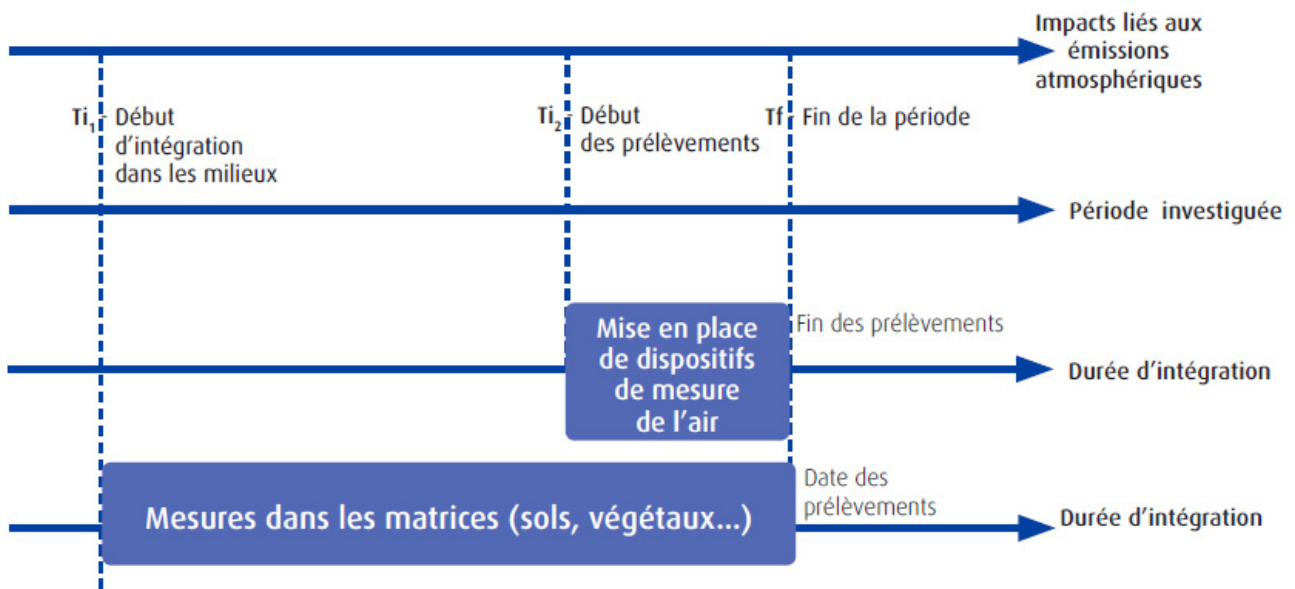 Impacts liés aux
émissions
atmosphériques
Ti₁ - Début
d'intégration
dans les milieux
Ti₂ - Début
des prélèvements
Tf - Fin de la période
Période investiguée
Mise en place
de dispositifs
de mesure
de l'air
Fin des prélèvements
Durée d'intégration
Mesures dans les matrices (sols, végétaux...)
Date des
prélèvements
Durée d'intégration